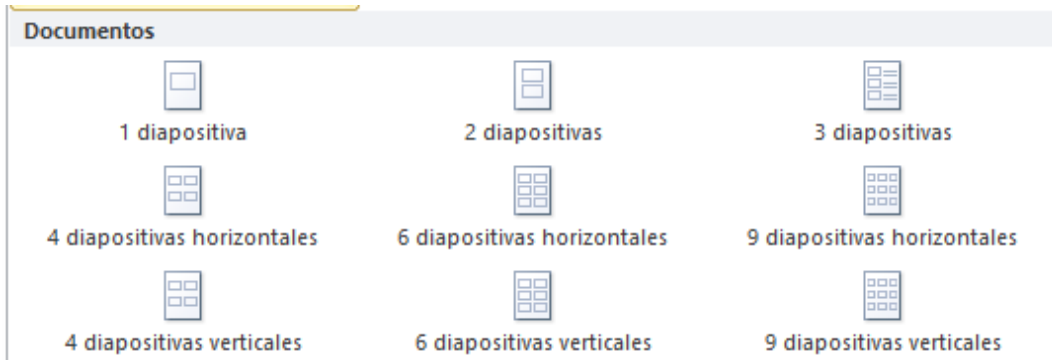 Documentos
1 diapositiva
2 diapositivas
3 diapositivas
4 diapositivas horizontales
6 diapositivas horizontales
9 diapositivas horizontales
4 diapositivas verticales
6 diapositivas verticales
9 diapositivas verticales